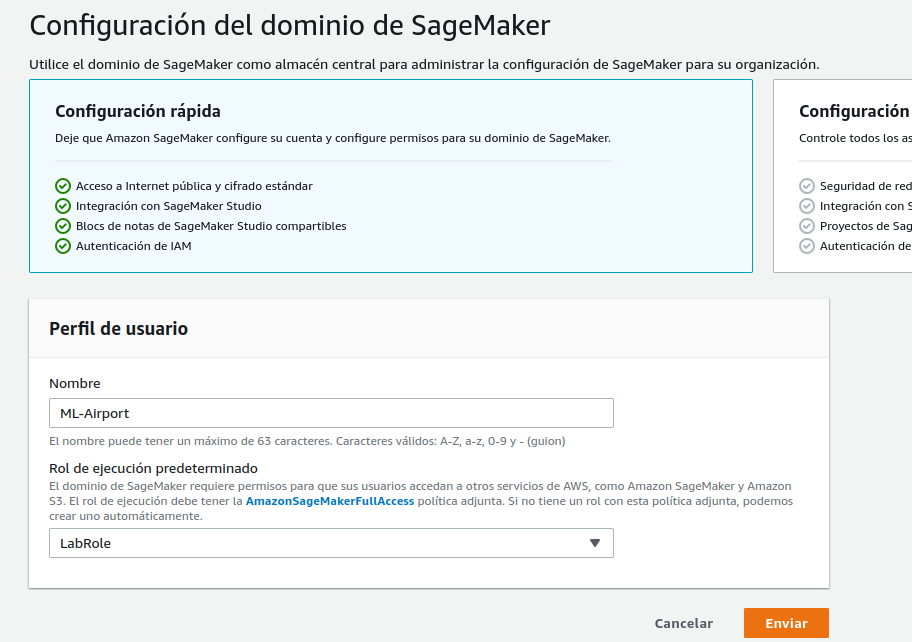 Configuración del dominio de SageMaker
Utilice el dominio de SageMaker como almacén central para administrar la configuración de SageMaker para su organización.
Configuración rápida
Deje que Amazon SageMaker configure su cuenta y configure permisos para su dominio de SageMaker.
Acceso a Internet pública y cifrado estándar
Integración con SageMaker Studio
Blocs de notas de SageMaker Studio compartibles
Autenticación de IAM
Configuración
Controle todos los as
Seguridad de red
Integración con S
Proyectos de Sag
Autenticación de
Perfil de usuario
Nombre
ML-Airport
El nombre puede tener un máximo de 63 caracteres. Caracteres válidos: A-Z, a-z, 0-9 y - (guion)
Rol de ejecución predeterminado
El dominio de SageMaker requiere permisos para que sus usuarios accedan a otros servicios de AWS, como Amazon SageMaker y Amazon
S3. El rol de ejecución debe tener la AmazonSageMakerFullAccess política adjunta. Si no tiene un rol con esta política adjunta, podemos
crear uno automáticamente.
LabRole
Cancelar
Enviar